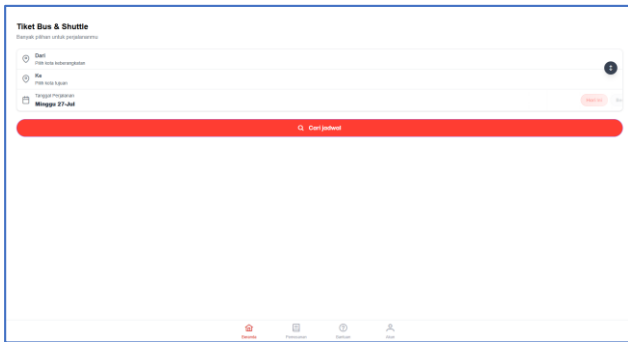 Tiket Bus & Shuttle
Banyak pilihan untuk perjalananmu
Dari
Pilih kota keberangkatan
Ke
Pilih kota tujuan
Tanggal Perjalanan
Minggu 27-Jul
Cari jadwal
Beranda
Pemesanan
Bantuan
Akun